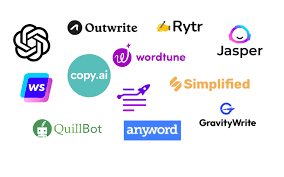 Outwrite
Rytr
wordtune
Jasper
copy.ai
ws
Simplified
QuillBot
anyword
GravityWrite